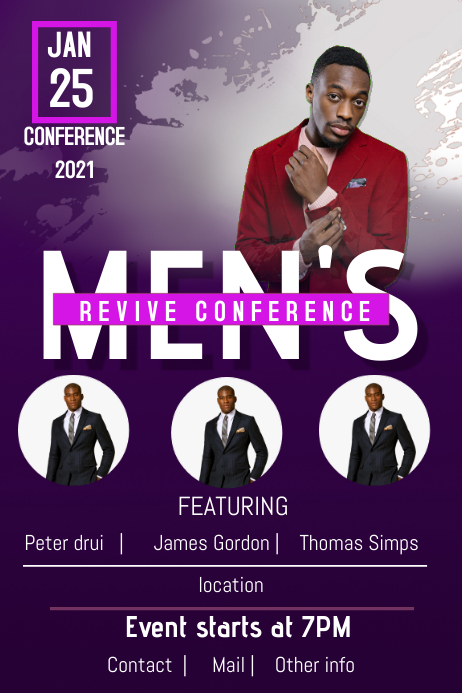 JAN
25
CONFERENCE
2021
MEN'S
REVIVE CONFERENCE
FEATURING
Peter drui | James Gordon | Thomas Simps
location
Event starts at 7PM
Contact | Mail | Other info